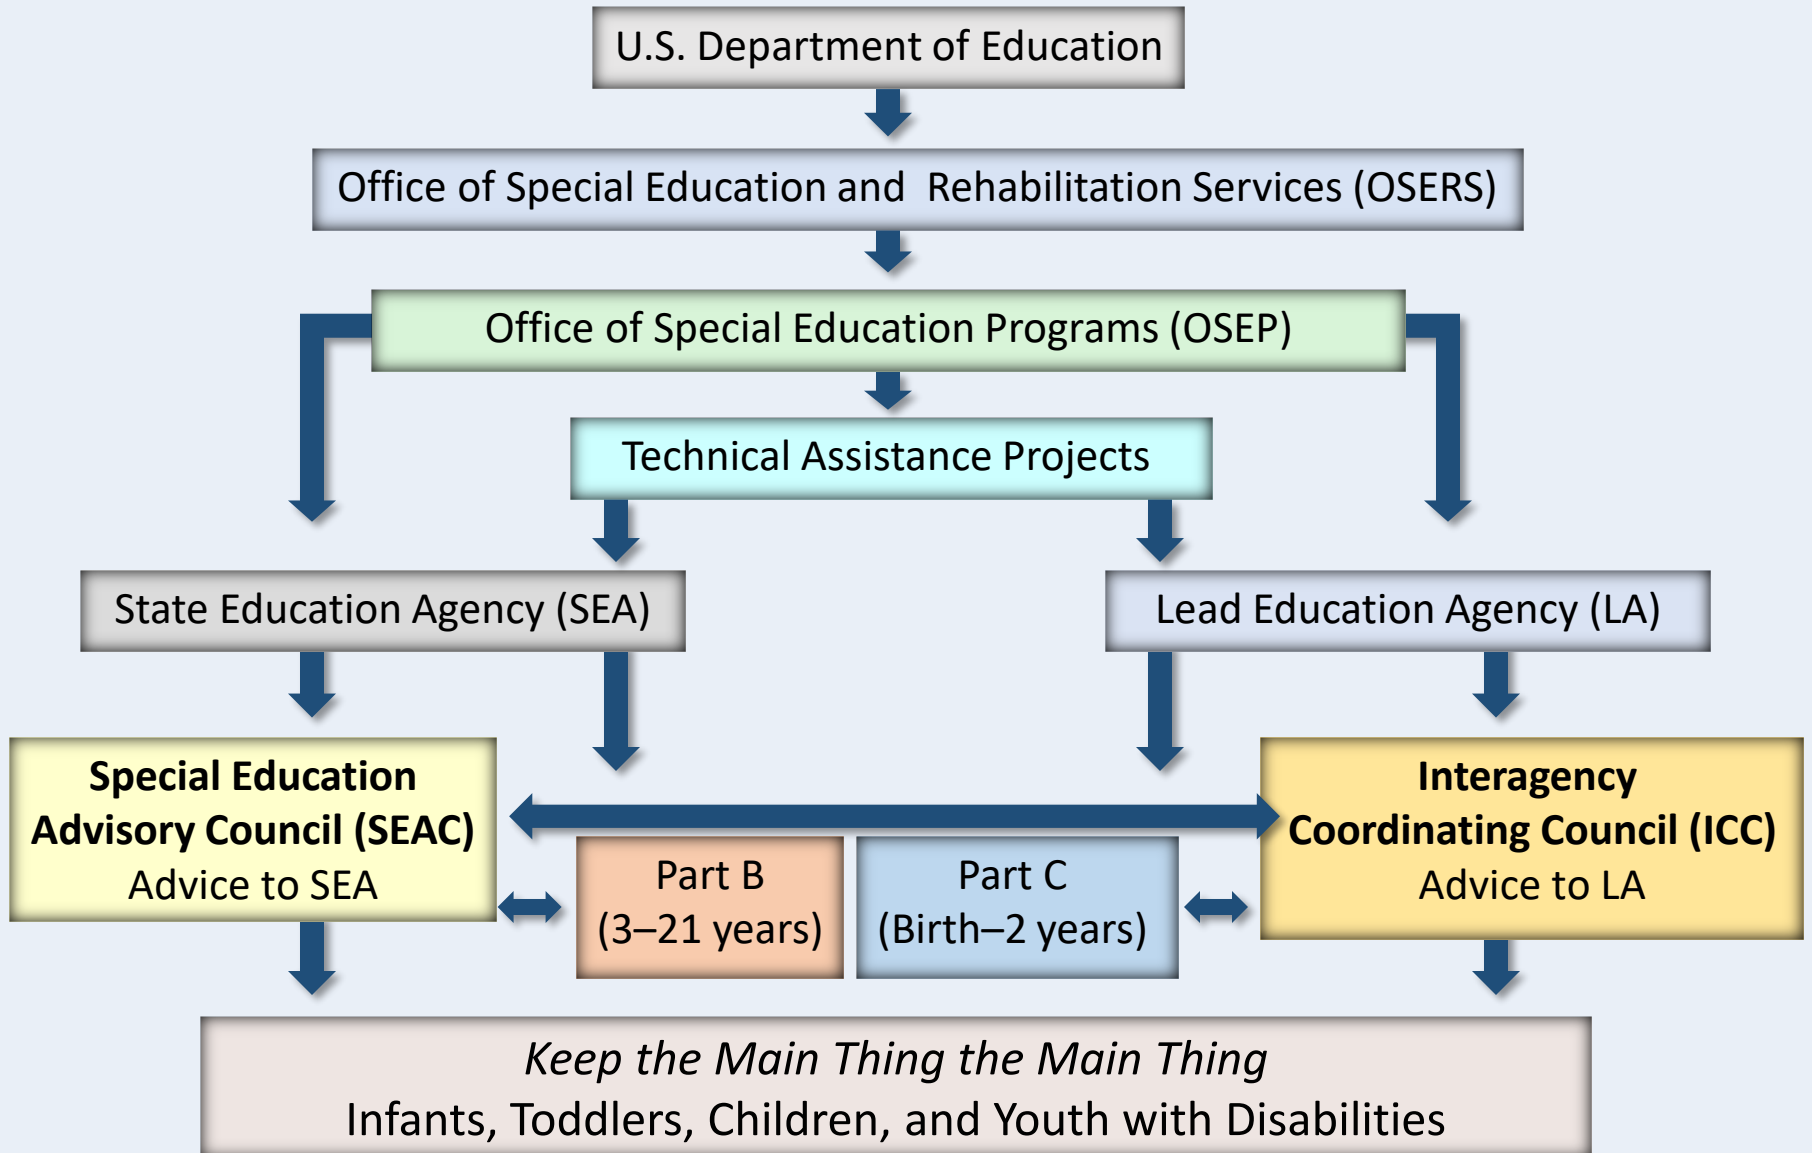 U.S. Department of Education
Office of Special Education and  Rehabilitation Services (OSERS)
Office of Special Education Programs (OSEP)
Technical Assistance Projects
State Education Agency (SEA)
Lead Education Agency (LA)
Special Education
Advisory Council (SEAC)
Advice to SEA
Part B
(3–21 years)
Part C
(Birth–2 years)
Interagency
Coordinating Council (ICC)
Advice to LA
Keep the Main Thing the Main Thing
Infants, Toddlers, Children, and Youth with Disabilities